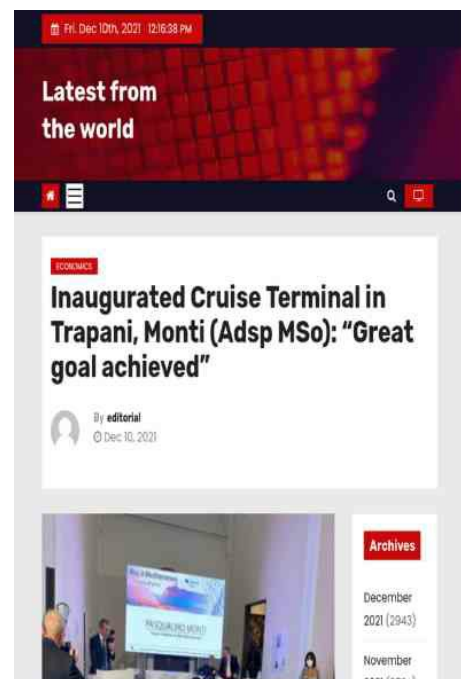 Fri. Dec 10th, 2021 12:16:38 PM
Latest from
the world
ECONOMICS
Inaugurated Cruise Terminal in
Trapani, Monti (Adsp MSo): “Great
goal achieved”
By editorial
Dec 10, 2021
PASQUALINO MONTI
Archives
December
2021 (2943)
November